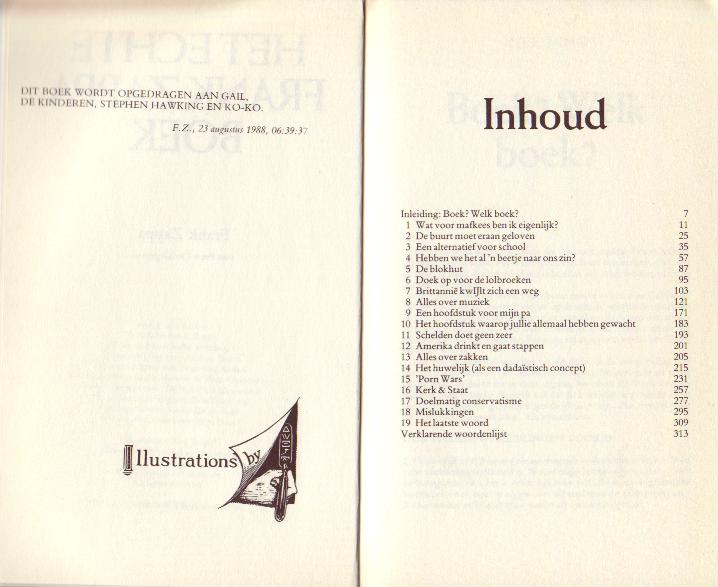 DIT BOEK WORDT OPGEDRAGEN AAN GAIL,
DE KINDEREN, STEPHEN HAWKING EN KO-KO.
F.Z., 23 augustus 1988, 06:39:37
Illustrations by
Inhoud
Inleiding: Boek? Welk boek? 7
1 Wat voor mafkees ben ik eigenlijk? 11
2 De buurt moet eraan geloven 25
3 Een alternatief voor school 35
4 Hebben we het al 'n beetje naar ons zin? 57
5 De blokhut 87
6 Doek op voor de lolbroeken 95
7 Brittannië kwIJlt zich een weg 103
8 Alles over muziek 121
9 Een hoofdstuk voor mijn pa 171
10 Het hoofdstuk waarop jullie allemaal hebben gewacht 183
11 Schelden doet geen zeer 193
12 Amerika drinkt en gaat stappen 201
13 Alles over zakken 205
14 Het huwelijk (als een dadaïstisch concept) 215
15 'Porn Wars' 231
16 Kerk & Staat 257
17 Doelmatig conservatisme 277
18 Mislukkingen 295
19 Het laatste woord 309
Verklarende woordenlijst 313